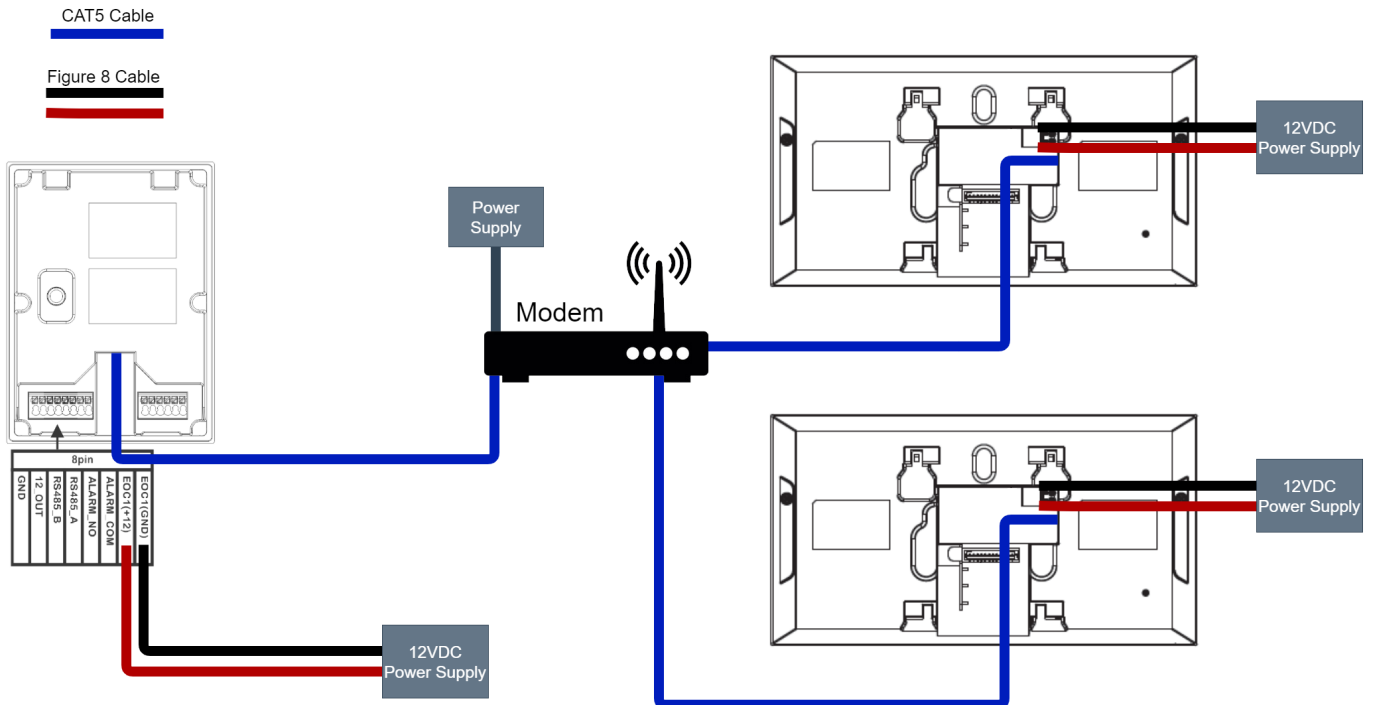 CAT5 Cable
Figure 8 Cable
12VDC
Power Supply
Power
Supply
Modem
8pin
GND
12_OUT
RS485_B
RS485_A
ALARM_NO
ALARM_COM
EOC1(+12)
EOC1(GND)
12VDC
Power Supply
12VDC
Power Supply